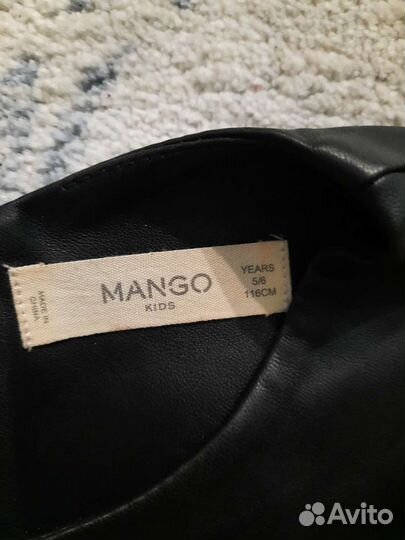 MANGO
KIDS
YEARS
5/6
116CM
MADE IN
CHINA
Avito